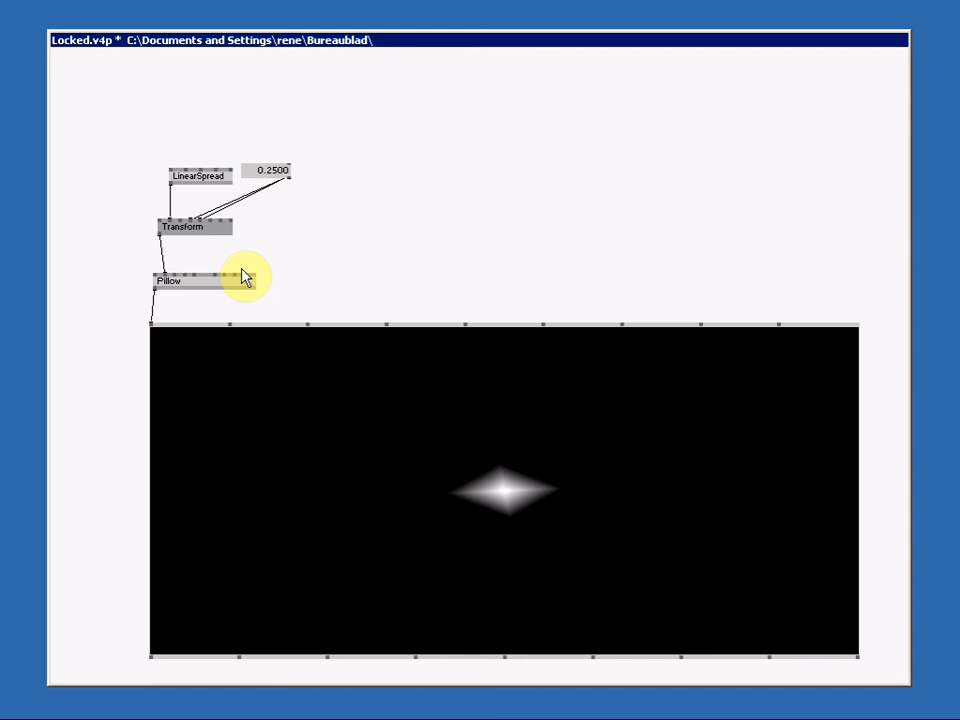 Locked.v4p * C:\Documents and Settings\rene\Bureaublad\
0.2500
LinearSpread
Transform
Pillow